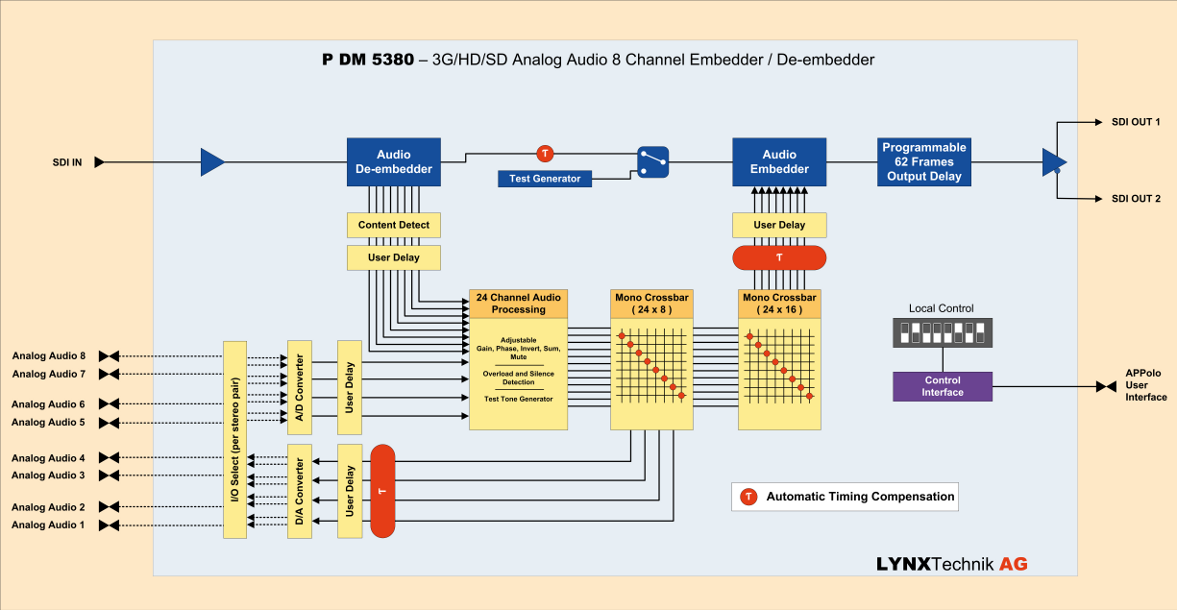 P DM 5380 – 3G/HD/SD Analog Audio 8 Channel Embedder / De-embedder
SDI IN
Audio
De-embedder
τ
Test Generator
Audio
Embedder
Programmable
62 Frames
Output Delay
SDI OUT 1
SDI OUT 2
Content Detect
User Delay
User Delay
τ
24 Channel Audio
Processing
Adjustable
Gain, Phase, Invert, Sum,
Mute
Overload and Silence
Detection
Test Tone Generator
Mono Crossbar
( 24 x 8 )
Mono Crossbar
( 24 x 16 )
Local Control
Control
Interface
APPolo
User
Interface
Analog Audio 8
Analog Audio 7
Analog Audio 6
Analog Audio 5
Analog Audio 4
Analog Audio 3
Analog Audio 2
Analog Audio 1
I/O Select (per stereo pair)
A/D Converter
User Delay
D/A Converter
User Delay
τ
τ Automatic Timing Compensation
LYNXTechnik AG